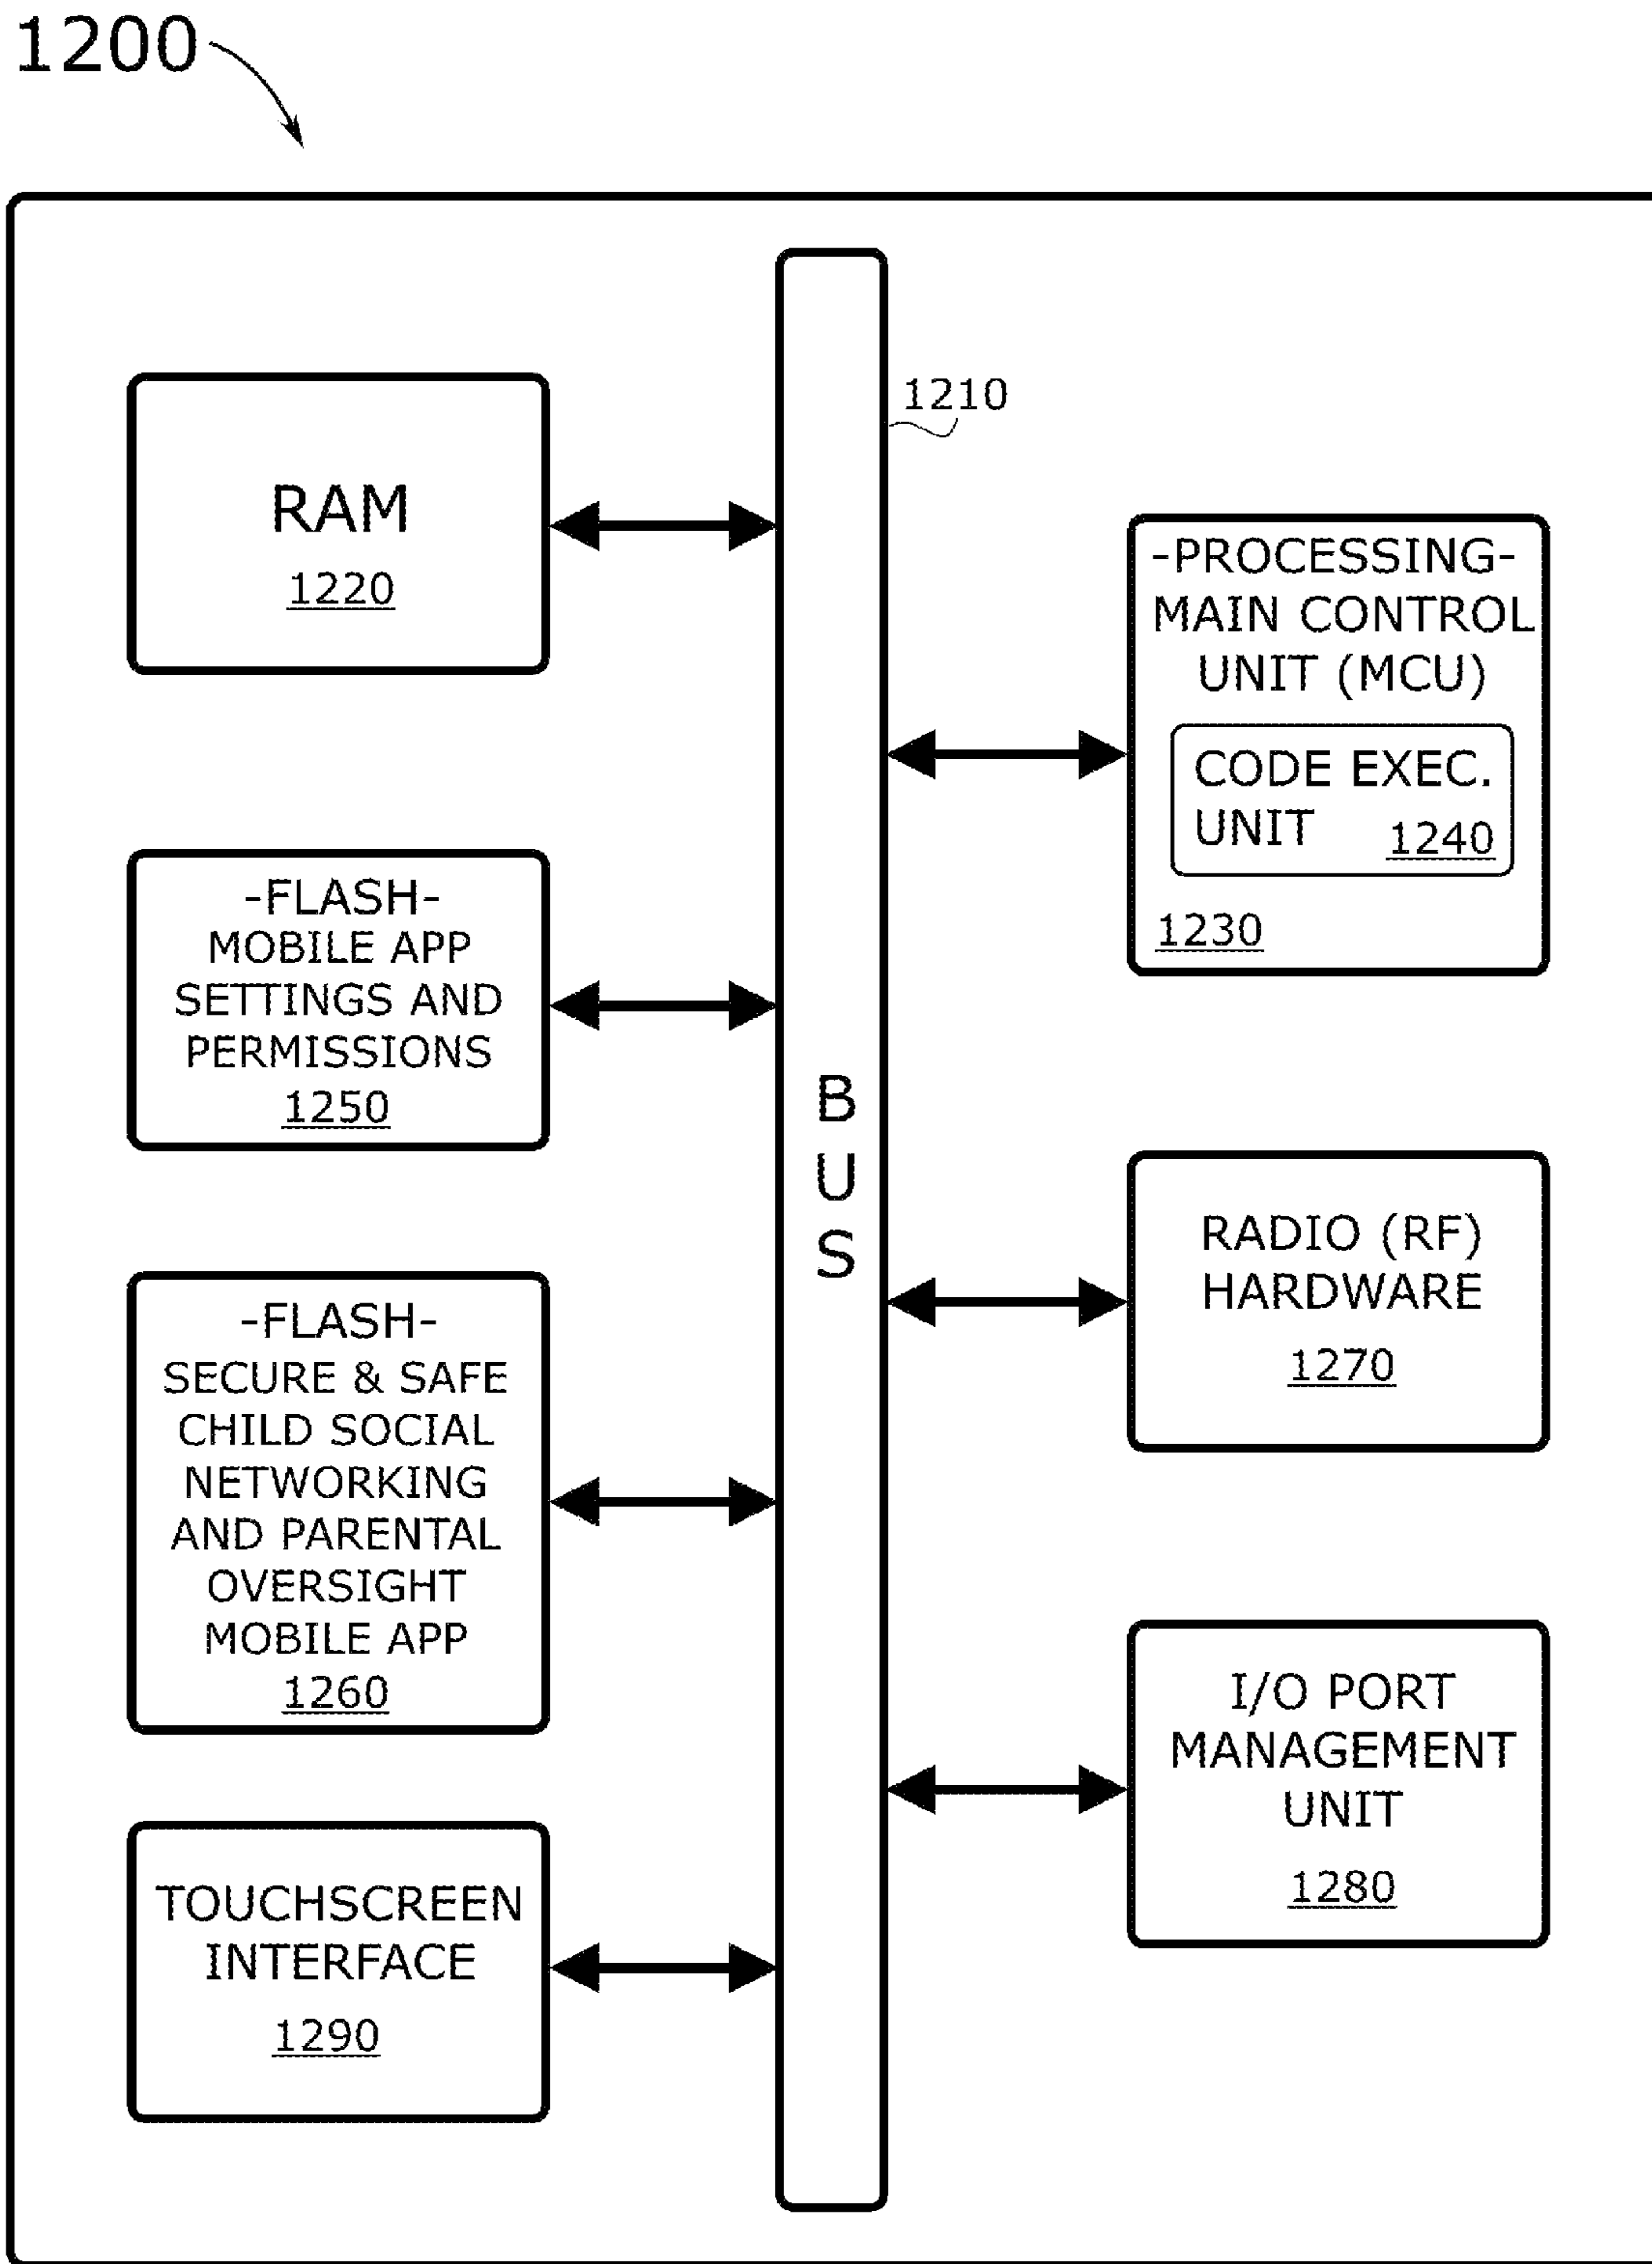 1200
RAM
1220
-FLASH-
MOBILE APP
SETTINGS AND
PERMISSIONS
1250
-FLASH-
SECURE & SAFE
CHILD SOCIAL
NETWORKING
AND PARENTAL
OVERSIGHT
MOBILE APP
1260
TOUCHSCREEN
INTERFACE
1290
B
U
S
1210
-PROCESSING-
MAIN CONTROL
UNIT (MCU)
CODE EXEC.
UNIT 1240
1230
RADIO (RF)
HARDWARE
1270
I/O PORT
MANAGEMENT
UNIT
1280